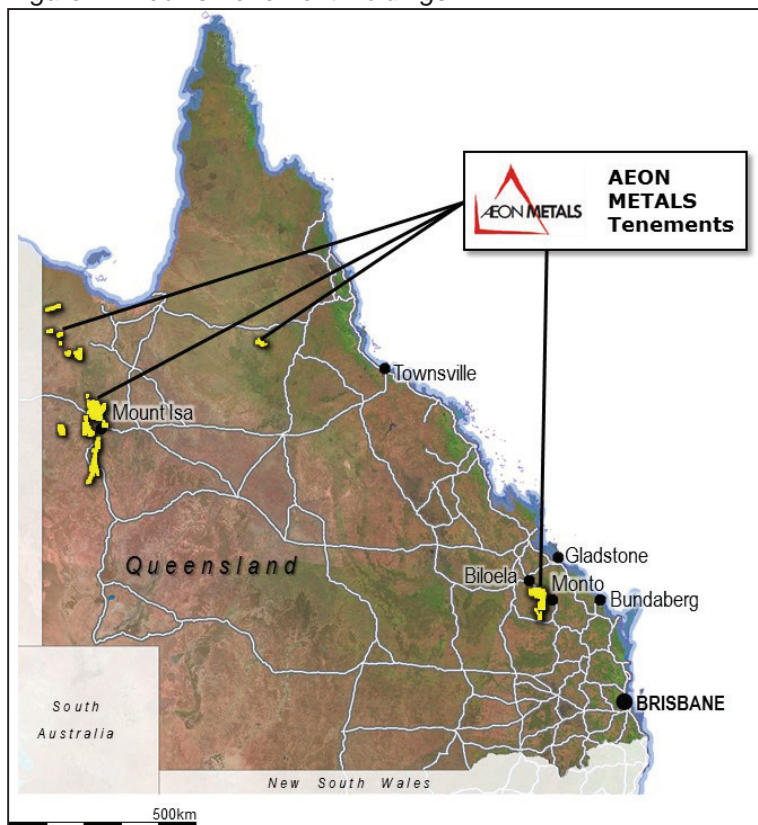 AEON METALS
AEON
METALS
Tenements
Townsville
Mount Isa
Queensland
Gladstone
Biloela
Monto
Bundaberg
BRISBANE
South
Australia
New South Wales
500km